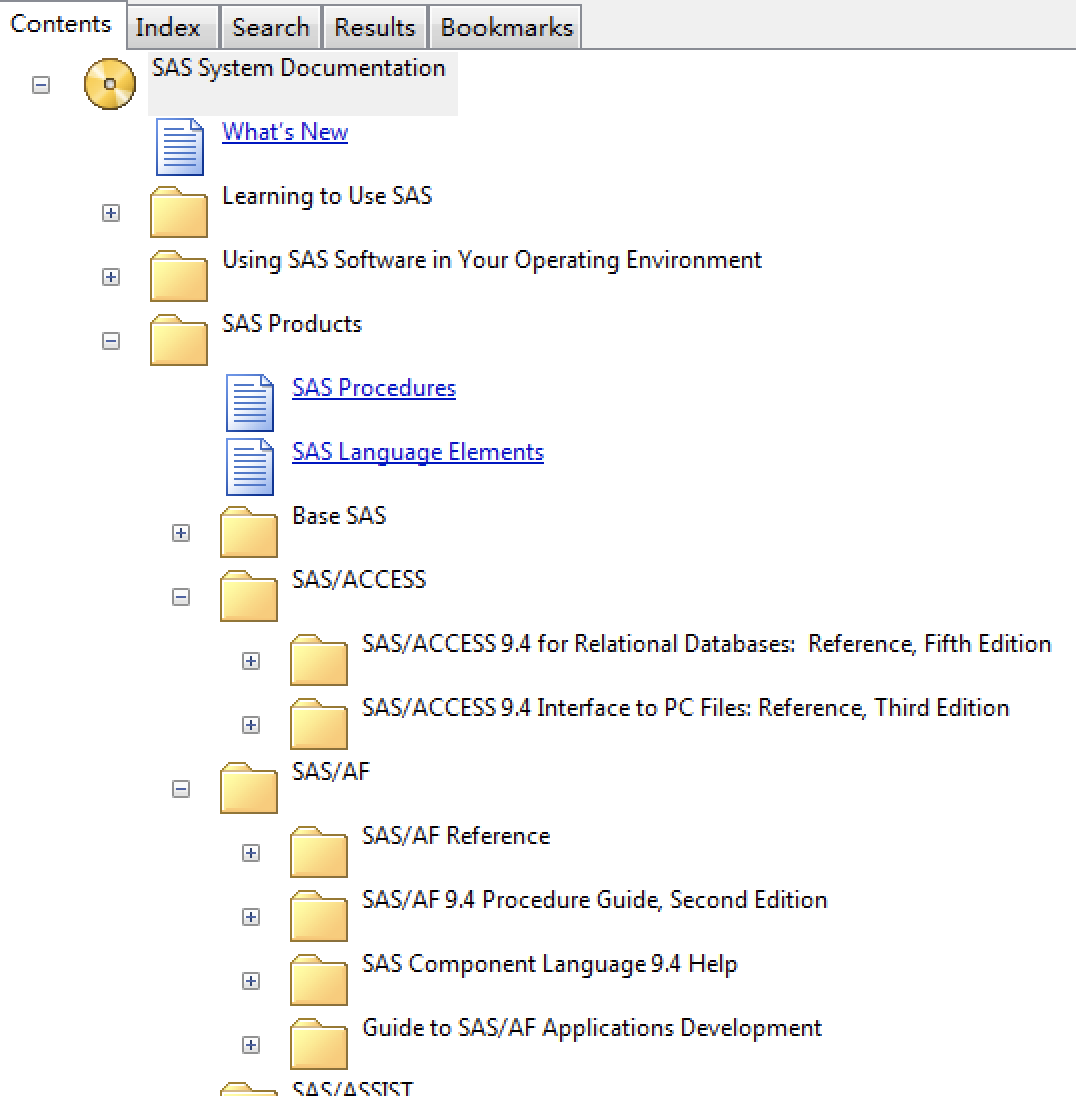 Contents Index Search Results Bookmarks
SAS System Documentation
What's New
Learning to Use SAS
Using SAS Software in Your Operating Environment
SAS Products
SAS Procedures
SAS Language Elements
Base SAS
SAS/ACCESS
SAS/ACCESS 9.4 for Relational Databases:  Reference, Fifth Edition
SAS/ACCESS 9.4 Interface to PC Files: Reference, Third Edition
SAS/AF
SAS/AF Reference
SAS/AF 9.4 Procedure Guide, Second Edition
SAS Component Language 9.4 Help
Guide to SAS/AF Applications Development
SAS/ASSIST